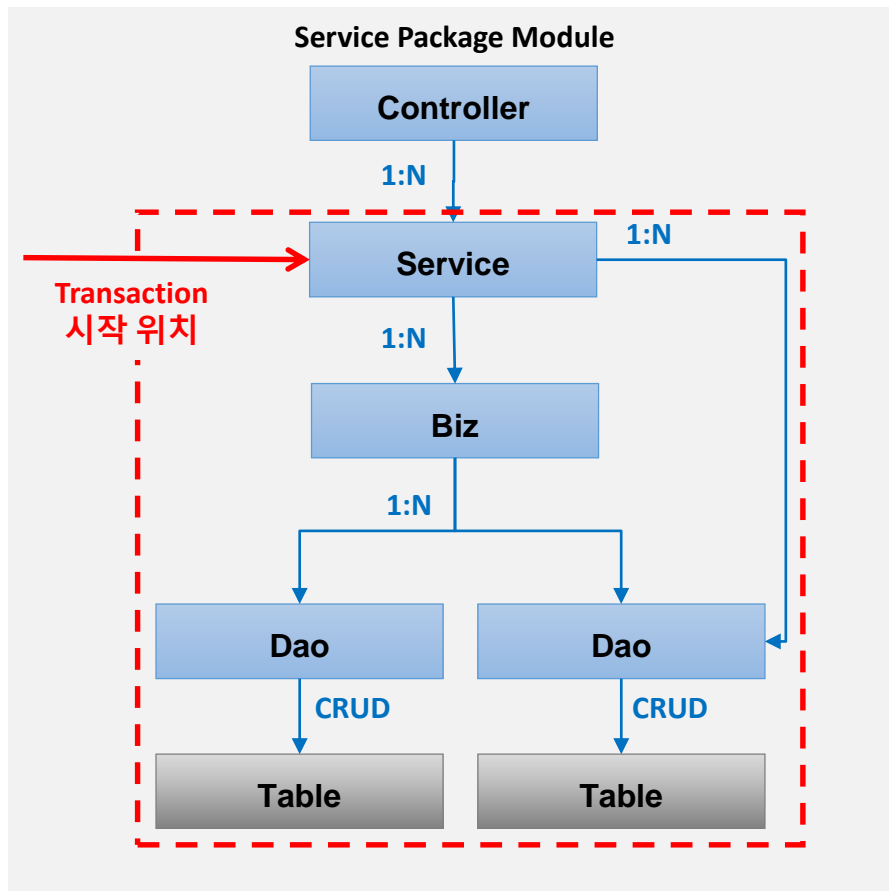 Service Package Module
Controller
1:N
Service
1:N
Transaction
시작 위치
1:N
Biz
1:N
Dao
Dao
CRUD
CRUD
Table
Table